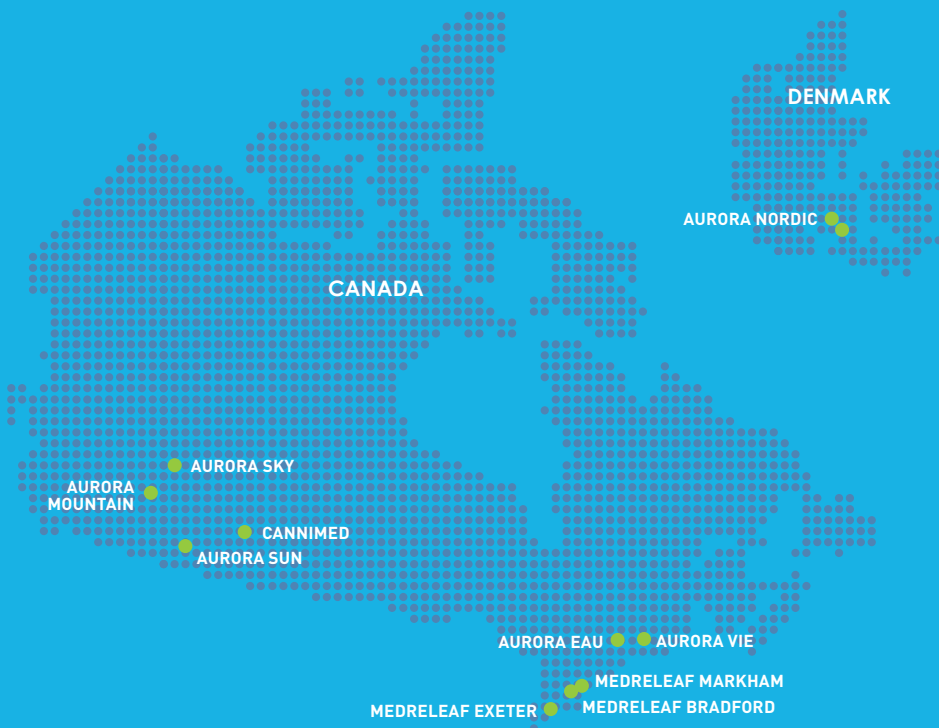 DENMARK
AURORA NORDIC
CANADA
AURORA SKY
AURORA
MOUNTAIN
CANNIMED
AURORA SUN
AURORA EAU
AURORA VIE
MEDRELEAF MARKHAM
MEDRELEAF BRADFORD
MEDRELEAF EXETER